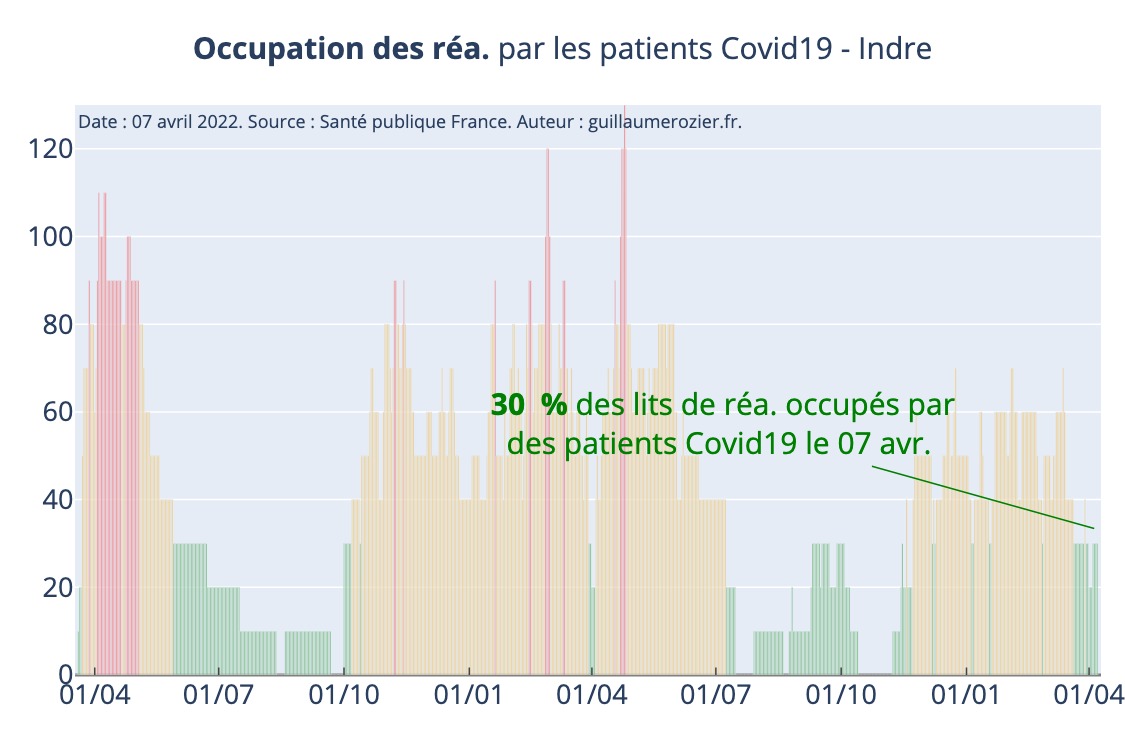 Occupation des réa. par les patients Covid19 - Indre
Date : 07 avril 2022. Source : Santé publique France. Auteur : guillaumerozier.fr.
120
100
80
60
40
20
0
30 % des lits de réa. occupés par
des patients Covid19 le 07 avr.
01/04 01/07 01/10 01/01 01/04 01/07 01/10 01/01 01/04